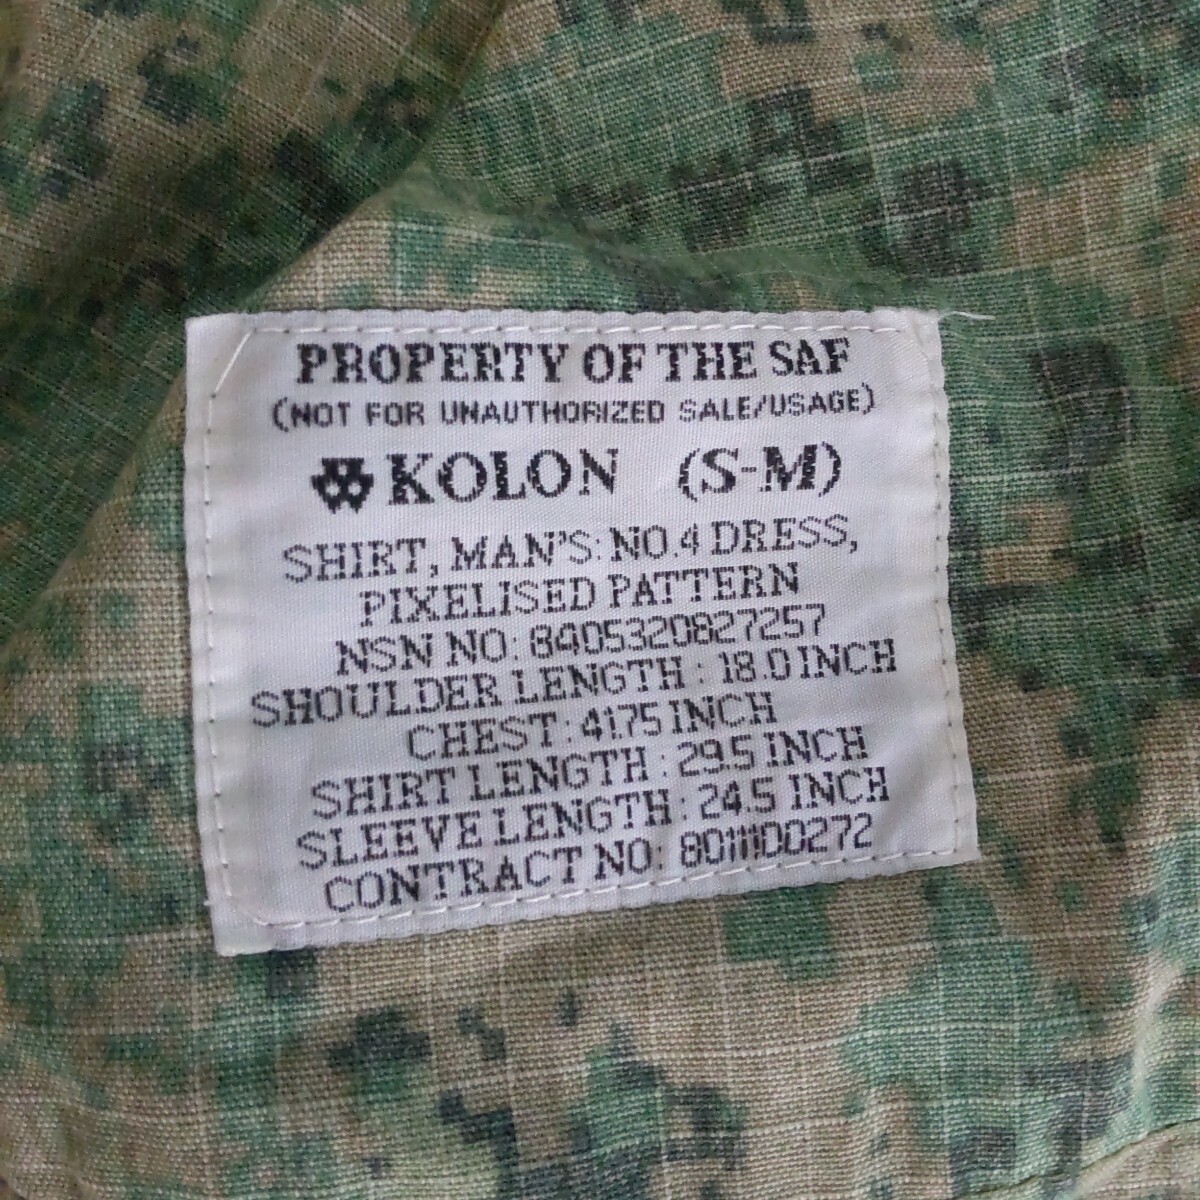 PROPERTY OF THE SAF
(NOT FOR UNAUTHORIZED SALE/USAGE)
KOLON (S-M)
SHIRT, MAN'S: NO.4 DRESS,
PIXELISED PATTERN
NSN NO: 8405320827257
SHOULDER LENGTH : 18.0 INCH
CHEST : 41.75 INCH
SHIRT LENGTH : 29.5 INCH
SLEEVE LENGTH : 24.5 INCH
CONTRACT NO: 8011100272